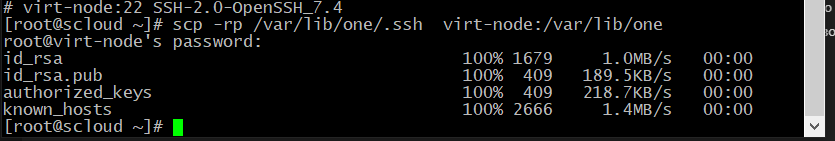 # virt-node:22 SSH-2.0-OpenSSH_7.4
[root@scloud ~]# scp -rp /var/lib/one/.ssh  virt-node:/var/lib/one
root@virt-node's password:
id_rsa                                        100% 1679     1.0MB/s   00:00
id_rsa.pub                                    100%  409   189.5KB/s   00:00
authorized_keys                               100%  409   218.7KB/s   00:00
known_hosts                                   100% 2666     1.4MB/s   00:00
[root@scloud ~]#